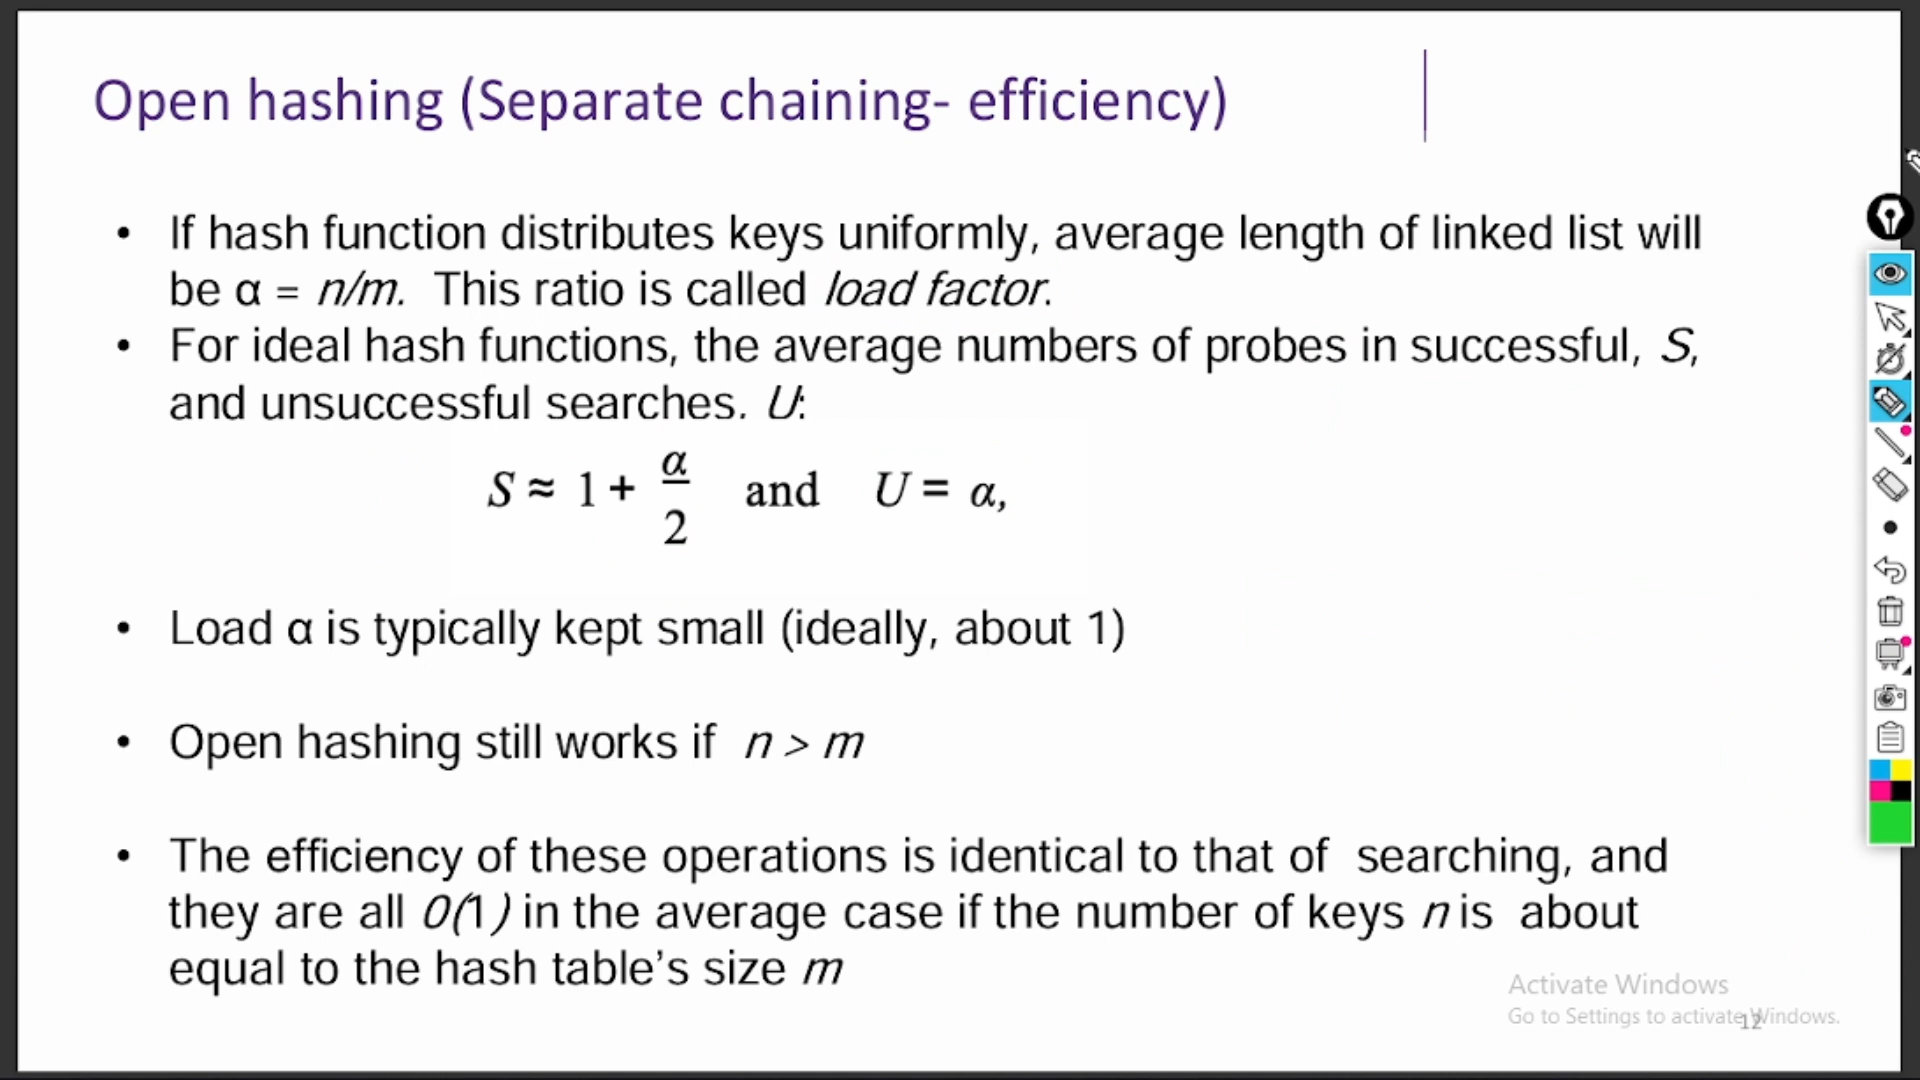 Open hashing (Separate chaining- efficiency)
• If hash function distributes keys uniformly, average length of linked list will
be α = n/m. This ratio is called load factor.
• For ideal hash functions, the average numbers of probes in successful, S,
and unsuccessful searches. U:
S ≈ 1 + α/2 and U = α,
• Load α is typically kept small (ideally, about 1)
• Open hashing still works if n > m
• The efficiency of these operations is identical to that of searching, and
they are all O(1) in the average case if the number of keys n is about
equal to the hash table’s size m
Activate Windows
Go to Settings to activate Windows.
12